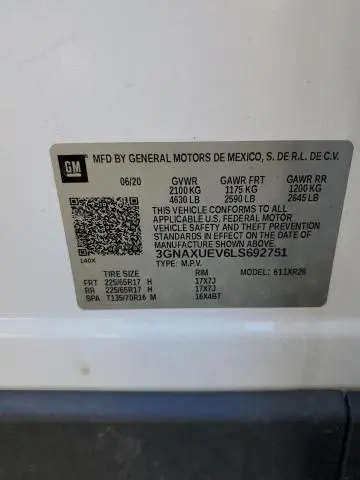 GM
MFD BY GENERAL MOTORS DE MEXICO, S. DE R.L. DE C.V.
06/20 GVWR GAWR FRT GAWR RR
2100 KG 1175 KG 1200 KG
4630 LB 2590 LB 2645 LB
THIS VEHICLE CONFORMS TO ALL
APPLICABLE U.S. FEDERAL MOTOR
VEHICLE SAFETY AND THEFT
PREVENTION STANDARDS IN EFFECT ON
THE DATE OF MANUFACTURE SHOWN ABOVE.
3GNAXUEV6LS692751
140X TYPE: M.P.V.
TIRE SIZE RIM MODEL: 611XR26
FRT 225/65R17 H 17X7J
RR 225/65R17 H 17X7J
SPA T135/70R16 M 16X4BT